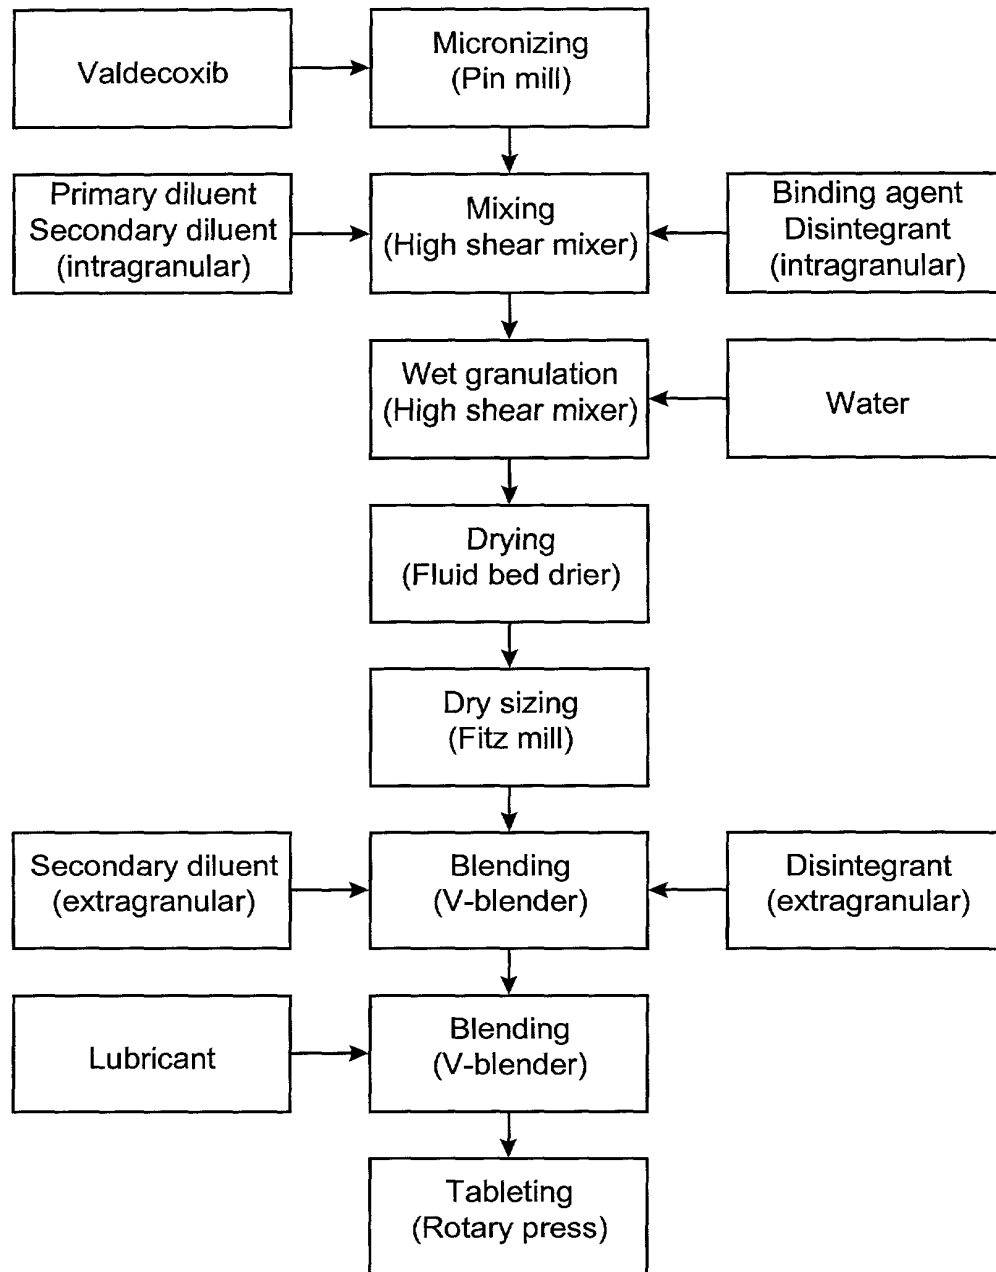 Valdecoxib
Micronizing
(Pin mill)
Primary diluent
Secondary diluent
(intragranular)
Mixing
(High shear mixer)
Binding agent
Disintegrant
(intragranular)
Wet granulation
(High shear mixer)
Water
Drying
(Fluid bed drier)
Dry sizing
(Fitz mill)
Secondary diluent
(extragranular)
Blending
(V-blender)
Disintegrant
(extragranular)
Lubricant
Blending
(V-blender)
Tableting
(Rotary press)